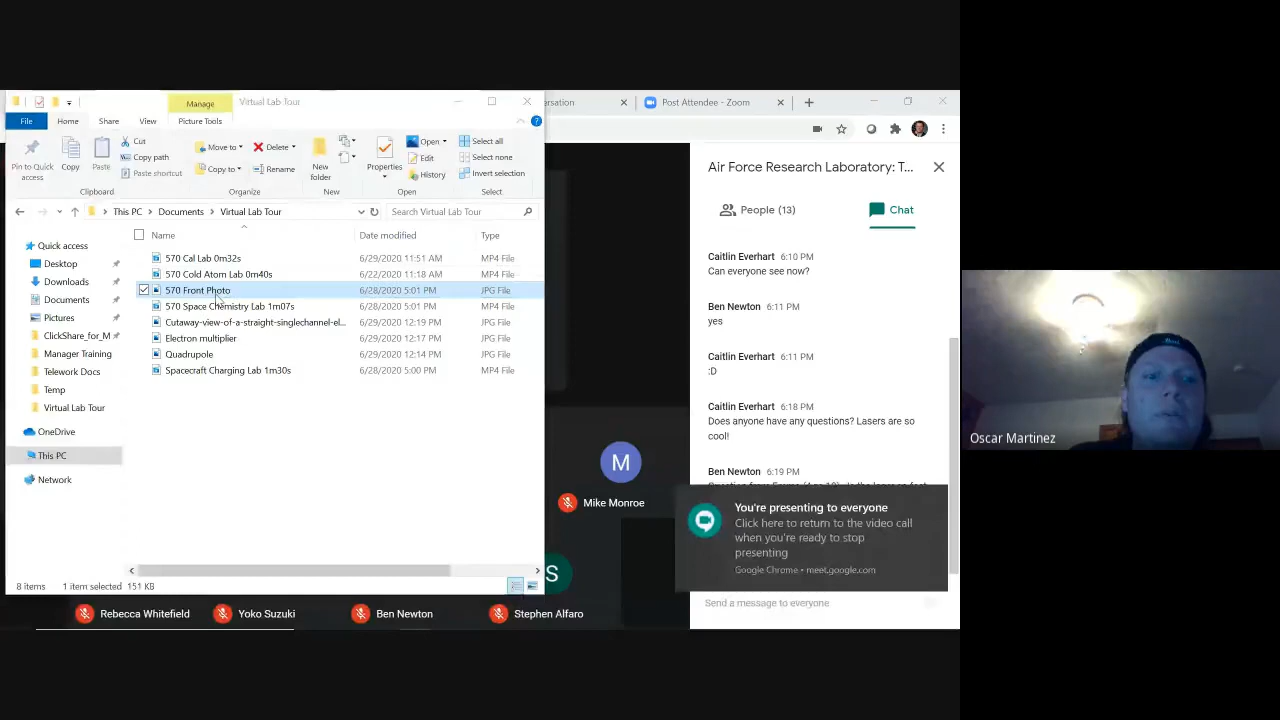 Manage
Virtual Lab Tour
File
Home
Share
View
Picture Tools
Pin to Quick access
Copy
Paste
Cut
Copy path
Paste shortcut
Clipboard
Move to
Copy to
Delete
Rename
Organize
New folder
New
Properties
Open
Edit
History
Open
Select all
Select none
Invert selection
Select
This PC
Documents
Virtual Lab Tour
Search Virtual Lab Tour
Quick access
Desktop
Downloads
Documents
Pictures
ClickShare_for_M
Manager Training
Telework Docs
Temp
Virtual Lab Tour
OneDrive
This PC
Network
Name Date modified Type
570 Cal Lab 0m32s 6/29/2020 11:51 AM MP4 File
570 Cold Atom Lab 0m40s 6/22/2020 11:18 AM MP4 File
570 Front Photo 6/28/2020 5:01 PM JPG File
570 Space Chemistry Lab 1m07s 6/28/2020 5:01 PM MP4 File
Cutaway-view-of-a-straight-singlechannel-el... 6/29/2020 12:19 PM JPG File
Electron multiplier 6/29/2020 12:17 PM JPG File
Quadrupole 6/29/2020 12:14 PM JPG File
Spacecraft Charging Lab 1m30s 6/28/2020 5:00 PM MP4 File
8 items 1 item selected 151 KB
ersation
Post Attendee - Zoom
Air Force Research Laboratory: T...
People (13)
Chat
Caitlin Everhart 6:10 PM
Can everyone see now?
Ben Newton 6:11 PM
yes
Caitlin Everhart 6:11 PM
:D
Caitlin Everhart 6:18 PM
Does anyone have any questions? Lasers are so
cool!
Ben Newton 6:19 PM
You're presenting to everyone
Click here to return to the video call
when you're ready to stop
presenting
Google Chrome • meet.google.com
Send a message to everyone
M
Mike Monroe
S
Rebecca Whitefield
Yoko Suzuki
Ben Newton
Stephen Alfaro
Oscar Martinez